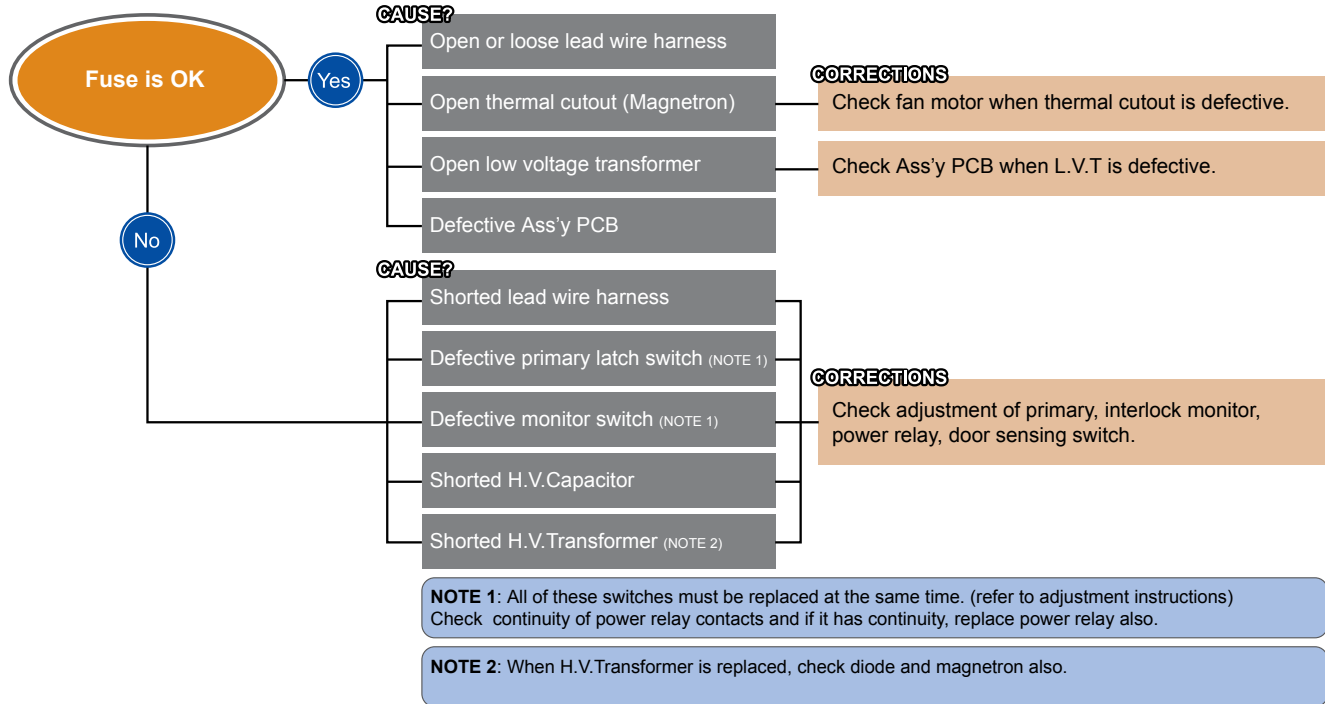 Fuse is OK
Yes
CAUSE?
Open or loose lead wire harness
Open thermal cutout (Magnetron)
CORRECTIONS
Check fan motor when thermal cutout is defective.
Open low voltage transformer
Check Ass'y PCB when L.V.T is defective.
Defective Ass'y PCB
No
CAUSE?
Shorted lead wire harness
Defective primary latch switch (NOTE 1)
Defective monitor switch (NOTE 1)
Shorted H.V.Capacitor
Shorted H.V.Transformer (NOTE 2)
CORRECTIONS
Check adjustment of primary, interlock monitor,
power relay, door sensing switch.
NOTE 1: All of these switches must be replaced at the same time. (refer to adjustment instructions)
Check continuity of power relay contacts and if it has continuity, replace power relay also.
NOTE 2: When H.V.Transformer is replaced, check diode and magnetron also.